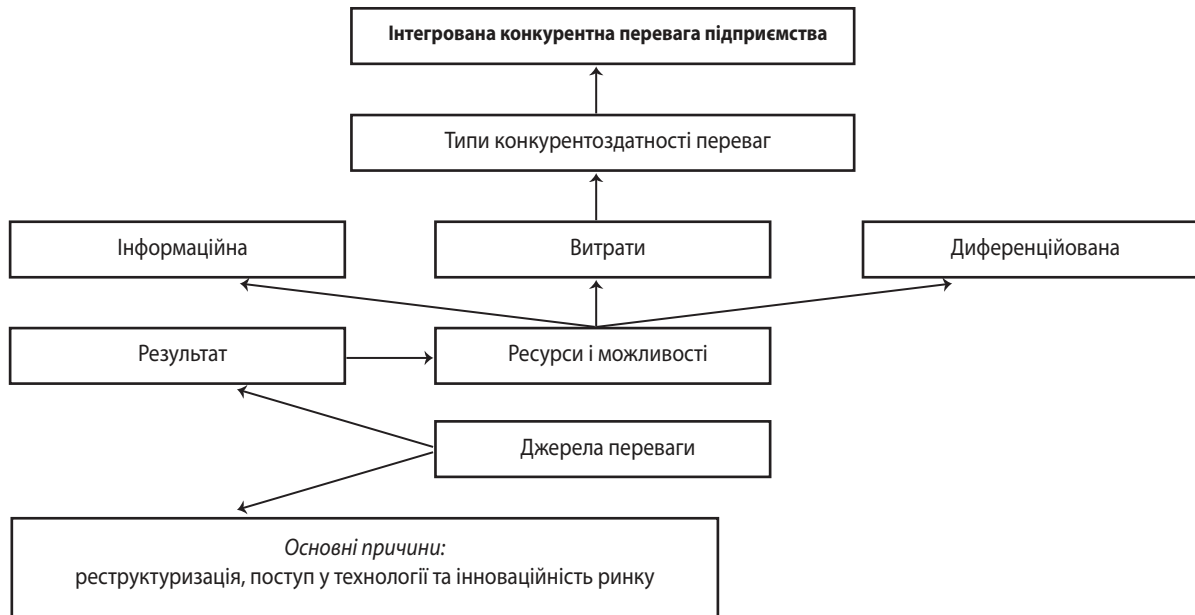 Інтегрована конкурентна перевага підприємства
Типи конкурентоздатності переваг
Інформаційна
Витрати
Диференційована
Результат
Ресурси і можливості
Джерела переваги
Основні причини:
реструктуризація, поступ у технології та інноваційність ринку